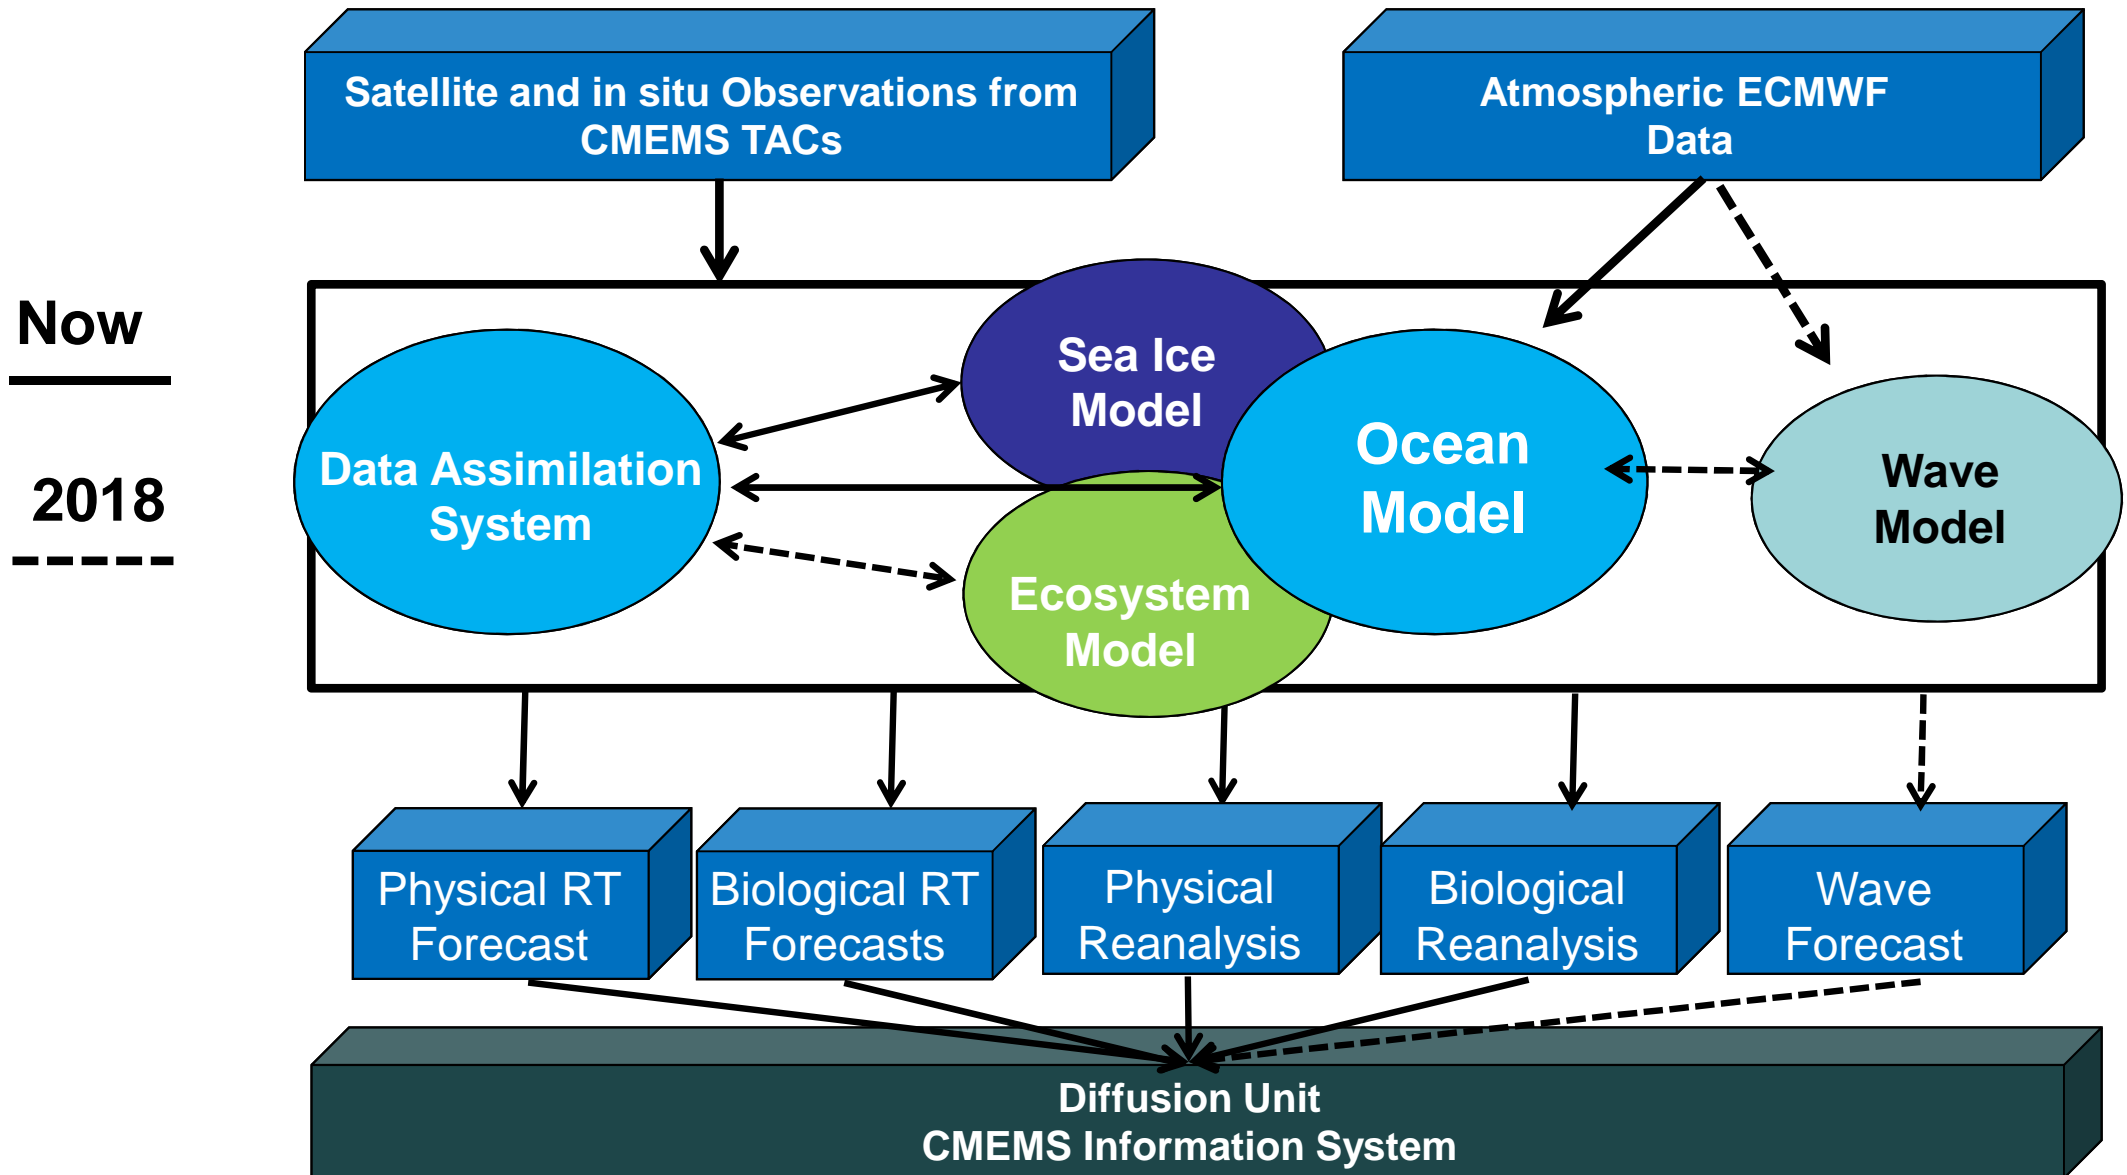 Satellite and in situ Observations from
CMEMS TACs
Atmospheric ECMWF
Data
Now
2018
Data Assimilation
System
Sea Ice
Model
Ecosystem
Model
Ocean
Model
Wave
Model
Physical RT
Forecast
Biological RT
Forecasts
Physical
Reanalysis
Biological
Reanalysis
Wave
Forecast
Diffusion Unit
CMEMS Information System